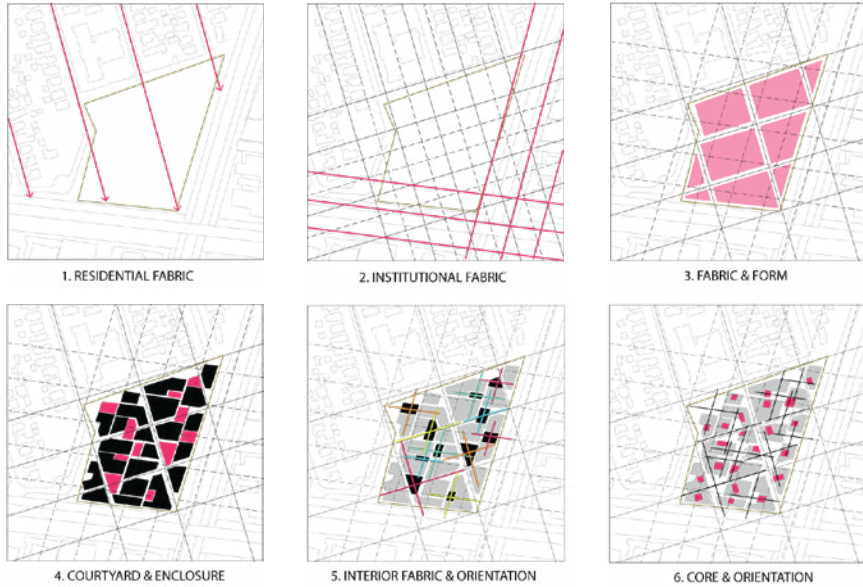 1. RESIDENTIAL FABRIC
2. INSTITUTIONAL FABRIC
3. FABRIC & FORM
4. COURTYARD & ENCLOSURE
5. INTERIOR FABRIC & ORIENTATION
6. CORE & ORIENTATION